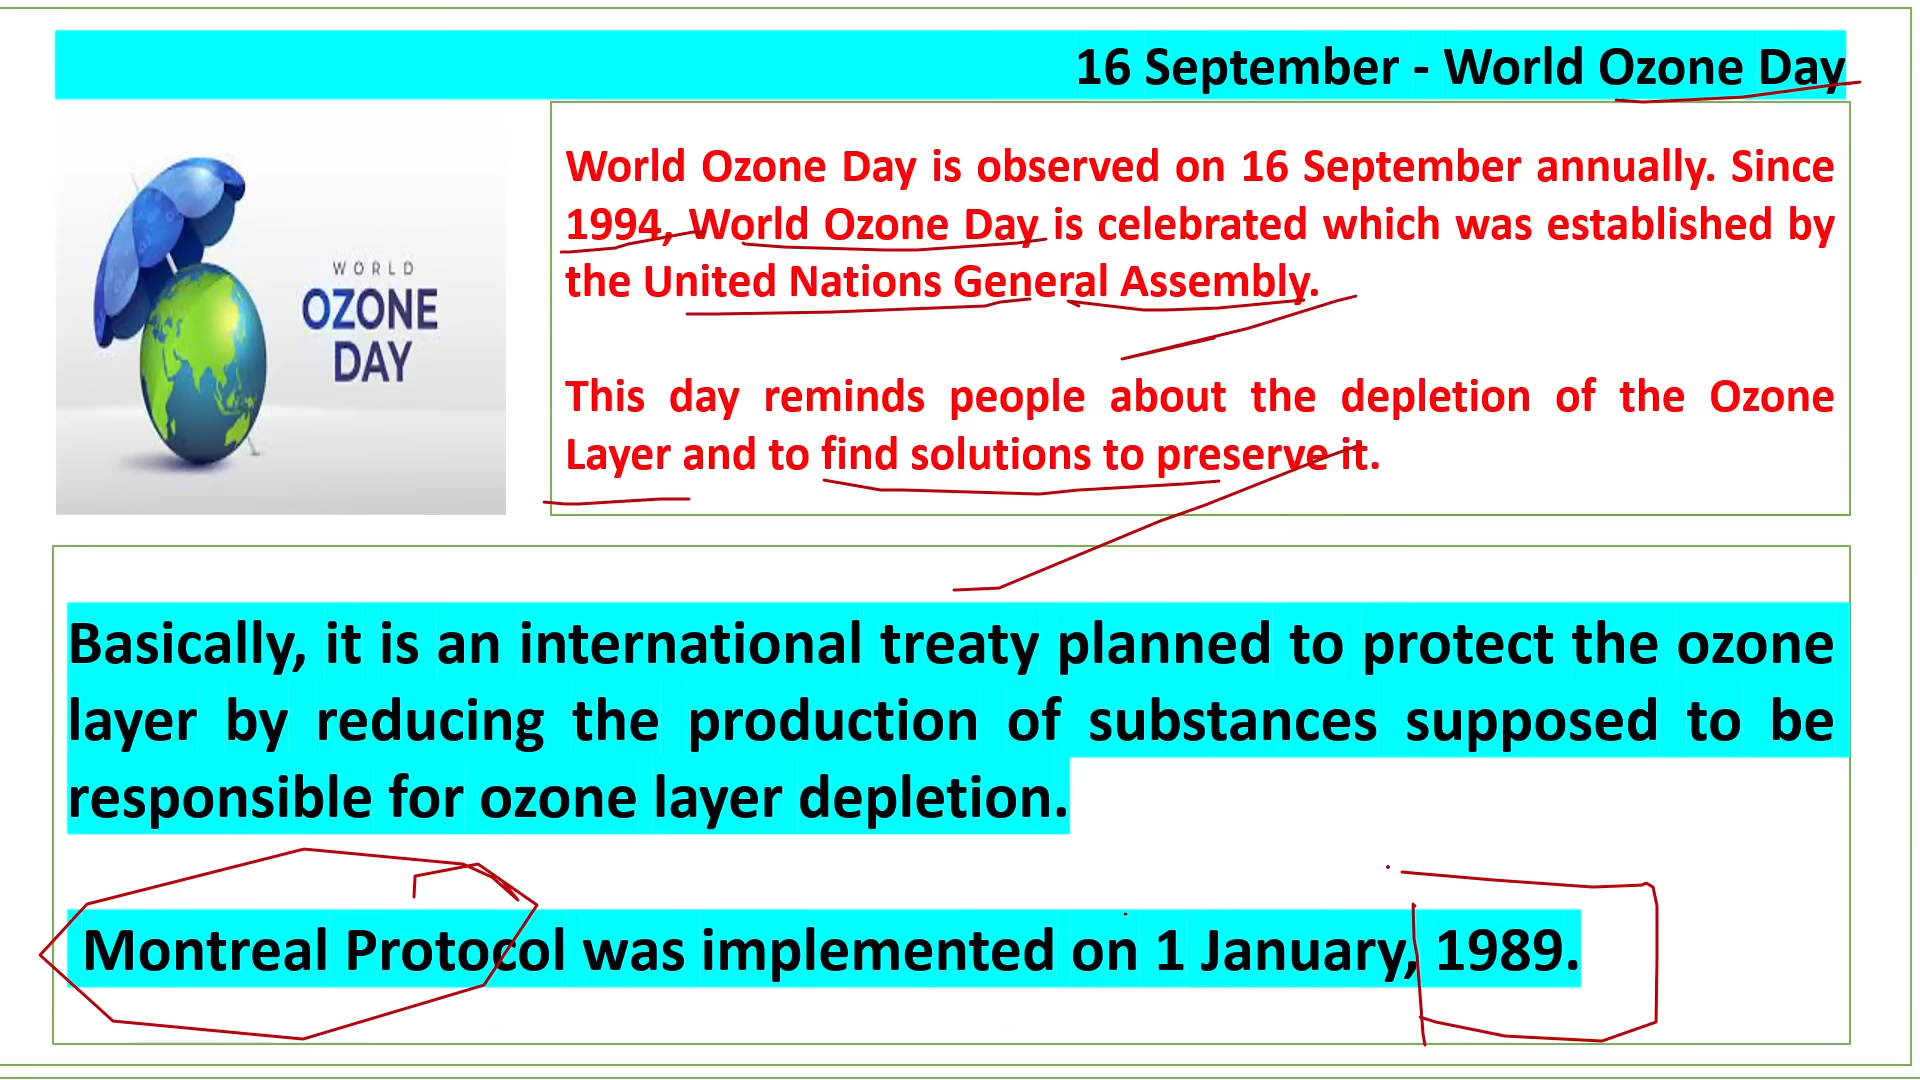 16 September - World Ozone Day
WORLD
OZONE
DAY
World Ozone Day is observed on 16 September annually. Since
1994, World Ozone Day is celebrated which was established by
the United Nations General Assembly.
This day reminds people about the depletion of the Ozone
Layer and to find solutions to preserve it.
Basically, it is an international treaty planned to protect the ozone
layer by reducing the production of substances supposed to be
responsible for ozone layer depletion.
Montreal Protocol was implemented on 1 January, 1989.